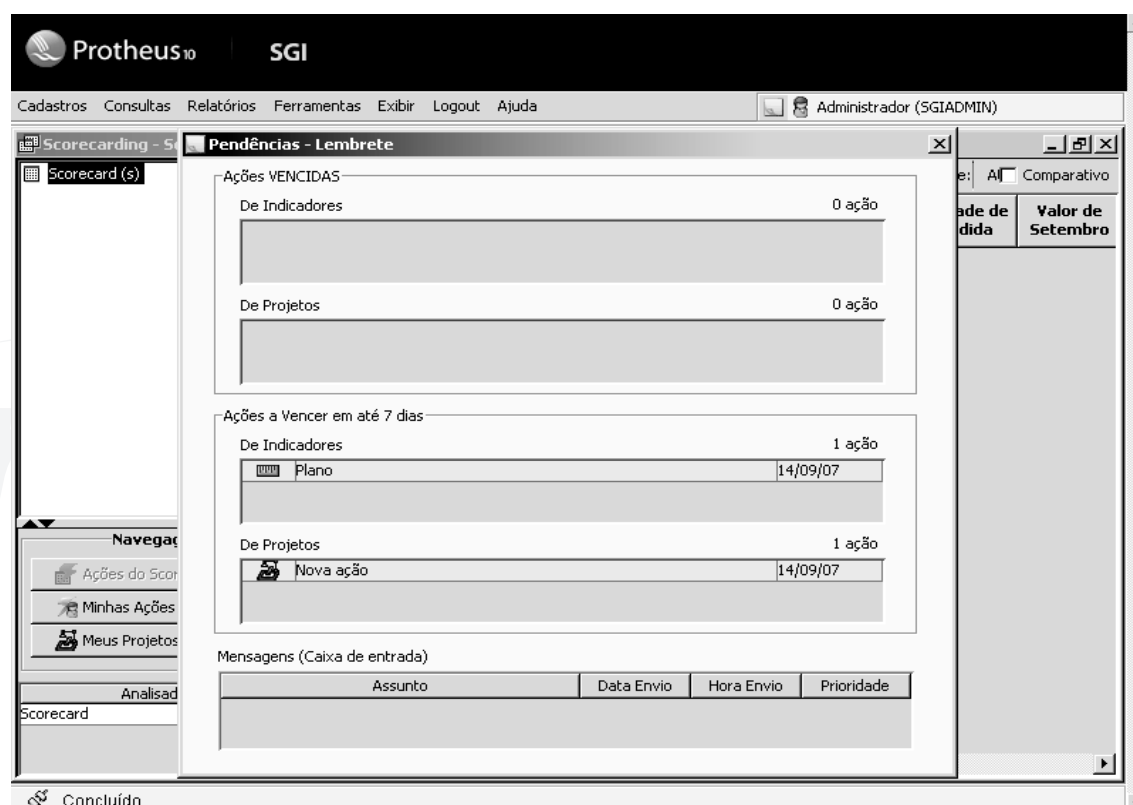 Protheus 10 SGI
Cadastros Consultas Relatórios Ferramentas Exibir Logout Ajuda Administrador (SGIADMIN)
Scorecarding - S
Pendências - Lembrete
Scorecard (s)
Ações VENCIDAS
De Indicadores 0 ação
De Projetos 0 ação
Ações a Vencer em até 7 dias
De Indicadores 1 ação
Plano 14/09/07
De Projetos 1 ação
Nova ação 14/09/07
Mensagens (Caixa de entrada)
Assunto Data Envio Hora Envio Prioridade
e: Comparativo
ade de
dida
Valor de
Setembro
Navegaç
Ações do Scor
Minhas Ações
Meus Projetos
Analisad
Scorecard
Concluído